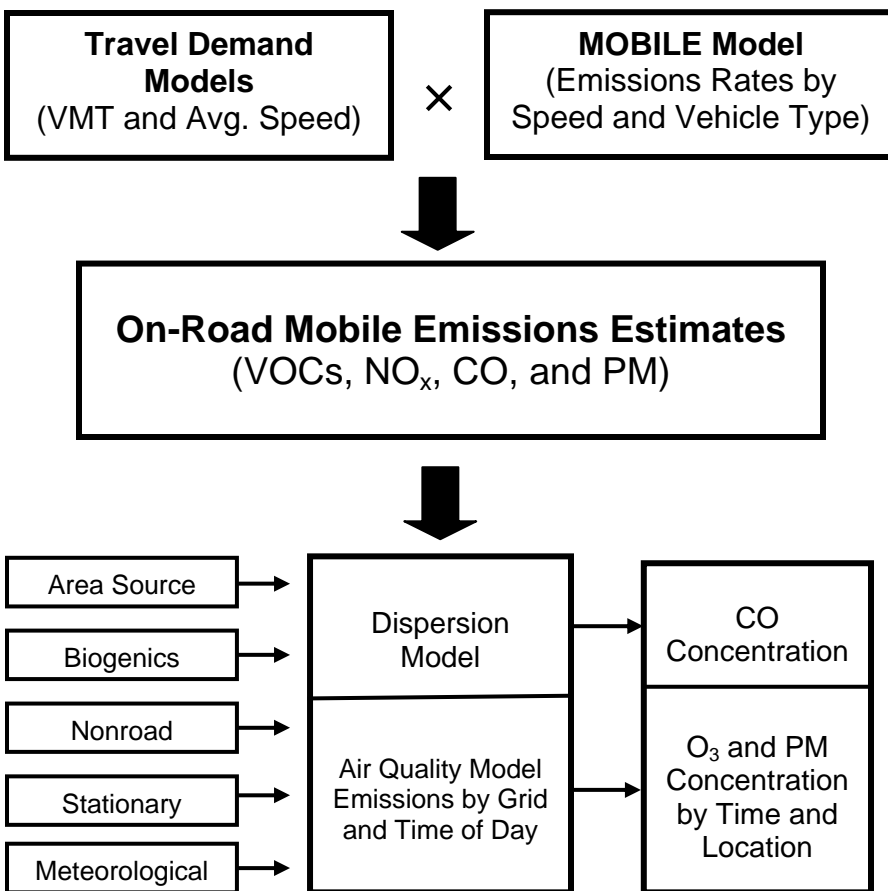 Travel Demand
Models
(VMT and Avg. Speed)
×
MOBILE Model
(Emissions Rates by
Speed and Vehicle Type)
On-Road Mobile Emissions Estimates
(VOCs, NOx, CO, and PM)
Area Source
Biogenics
Nonroad
Stationary
Meteorological
Dispersion
Model
Air Quality Model
Emissions by Grid
and Time of Day
CO
Concentration
O3 and PM
Concentration
by Time and
Location